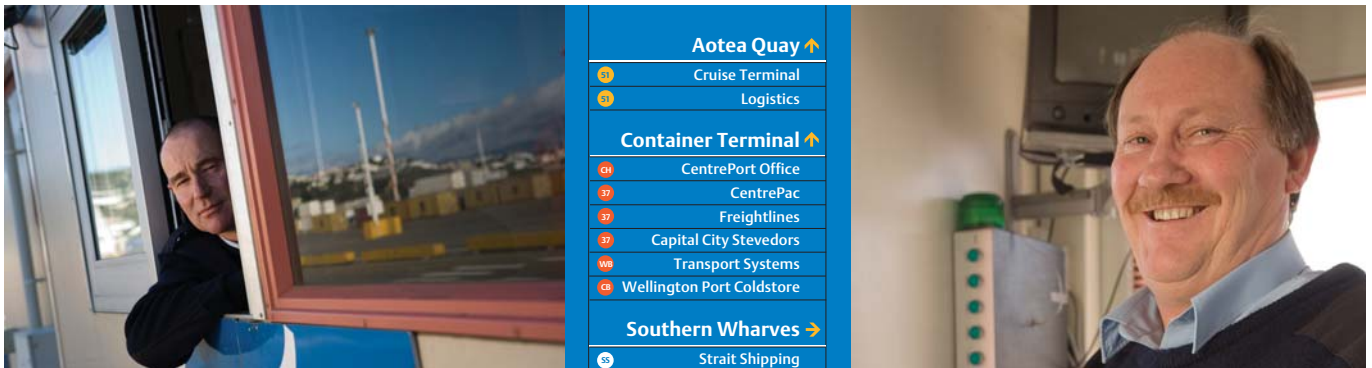 Aotea Quay ↑
51 Cruise Terminal
51 Logistics
Container Terminal ↑
CH CentrePort Office
37 CentrePac
37 Freightlines
37 Capital City Stevedors
WB Transport Systems
CB Wellington Port Coldstore
Southern Wharves →
SS Strait Shipping